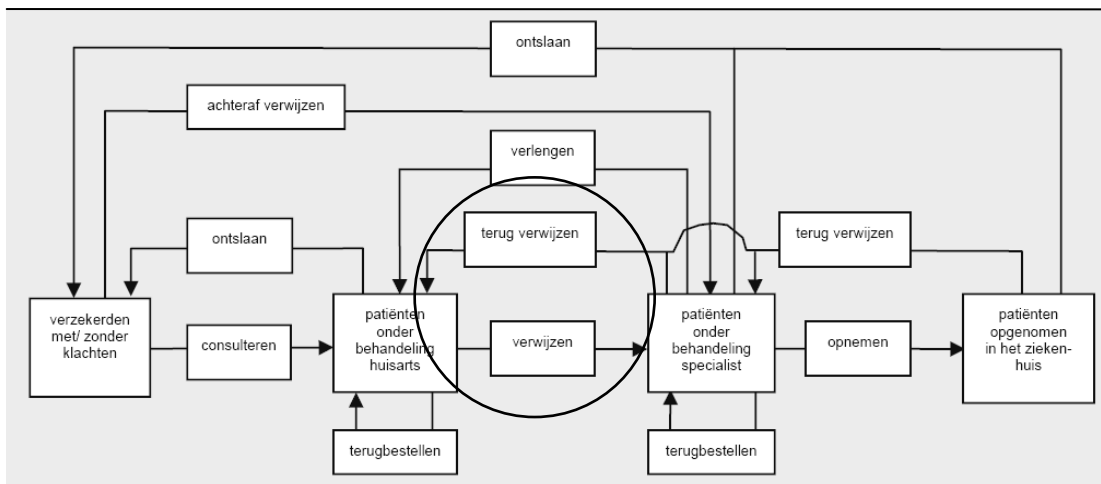 ontslaan
achteraf verwijzen
verlengen
ontslaan
terug verwijzen
terug verwijzen
verzekerden
met/ zonder
klachten
consulteren
patiënten
onder
behandeling
huisarts
verwijzen
patiënten
onder
behandeling
specialist
opnemen
patiënten
opgenomen
in het zieken-
huis
terugbestellen
terugbestellen